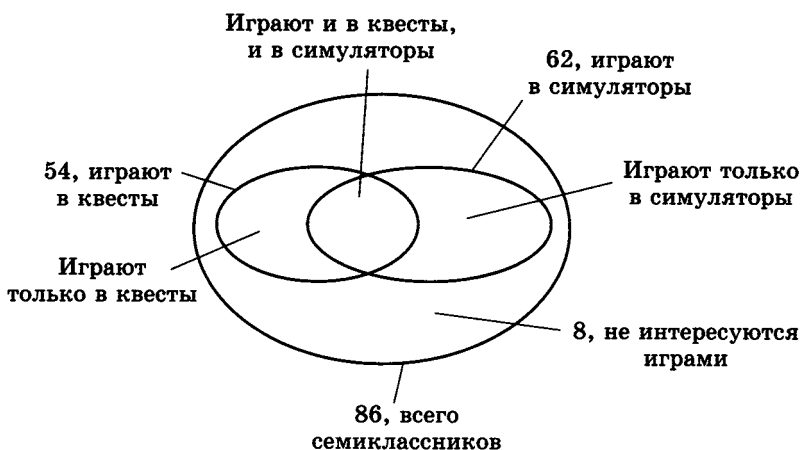 Играют и в квесты,
и в симуляторы
62, играют
в симуляторы
54, играют
в квесты
Играют только
в симуляторы
Играют
только в квесты
8, не интересуются
играми
86, всего
семиклассников